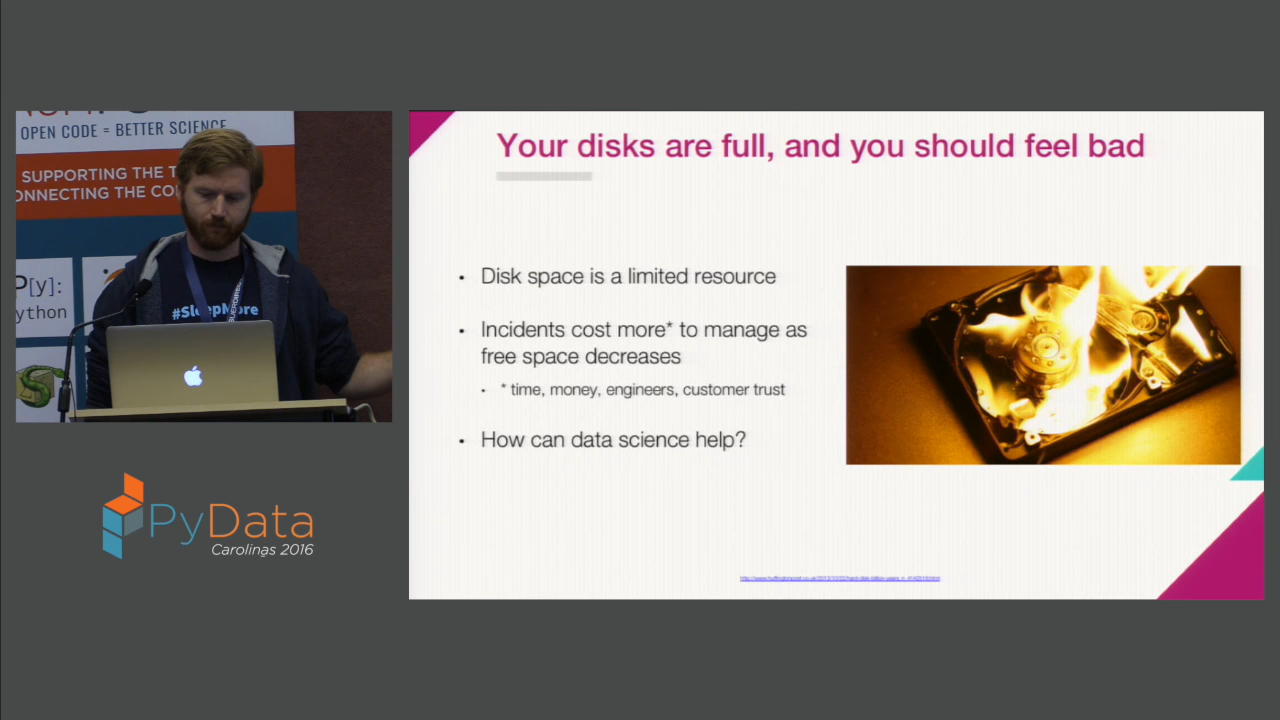 OPEN CODE = BETTER SCIENCE
SUPPORTING THE T
ONNECTING THE CO
P[y]:
ython
#SleepMore
PyData
Carolinas 2016
Your disks are full, and you should feel bad
• Disk space is a limited resource
• Incidents cost more* to manage as
free space decreases
• * time, money, engineers, customer trust
• How can data science help?